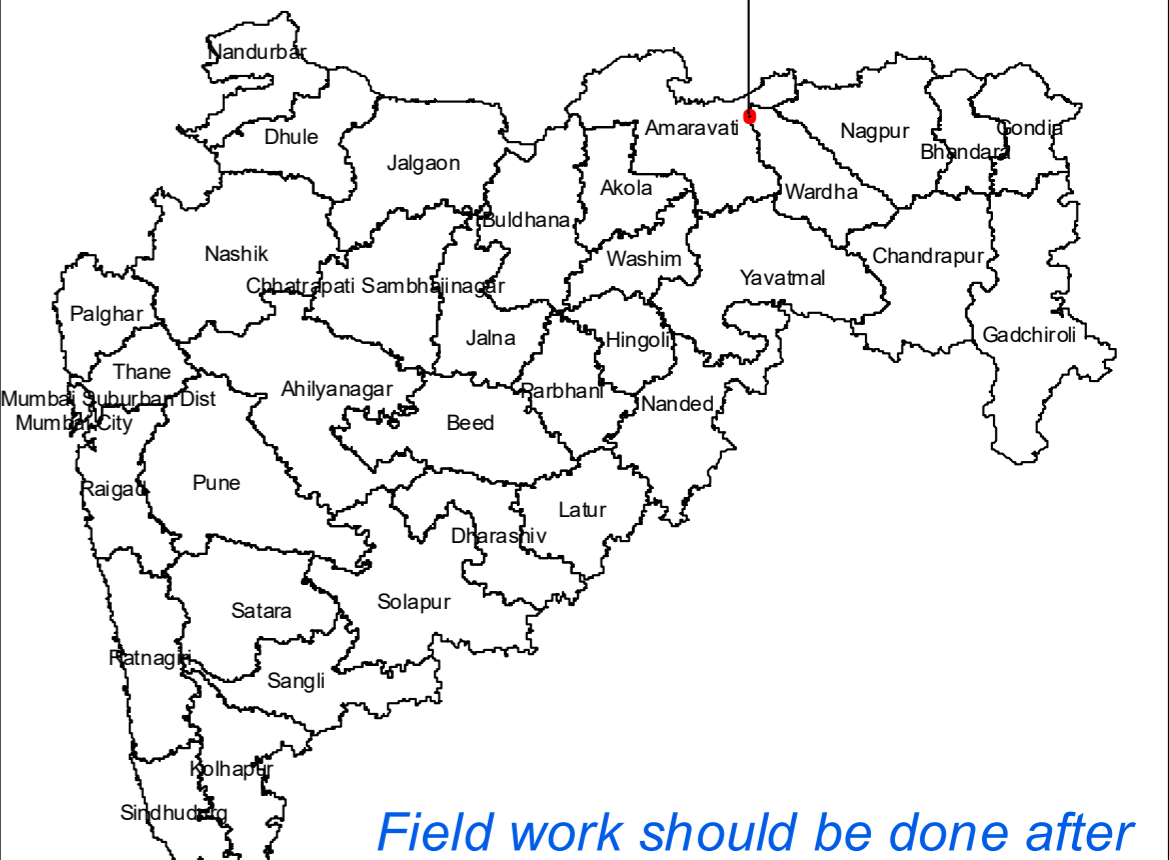 Nandurbar
Dhule
Jalgaon
Amaravati
Nagpur
Gondia
Bhandara
Akola
Wardha
Buldhana
Nashik
Washim
Chandrapur
Chhatrapati Sambhajinagar
Yavatmal
Palghar
Jalna
Hingoli
Gadchiroli
Thane
Ahilyanagar
Parbhani
Mumbai Suburban Dist
Nanded
Mumbai City
Beed
Raigad
Pune
Latur
Dharashiv
Satara
Solapur
Ratnagiri
Sangli
Kolhapur
Sindhudurg
Field work should be done after